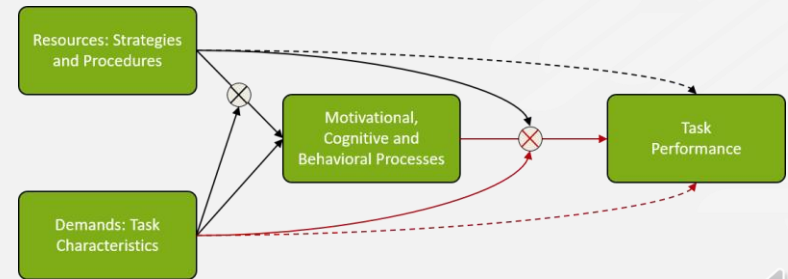 Resources: Strategies
and Procedures
Motivational,
Cognitive and
Behavioral Processes
Task
Performance
Demands: Task
Characteristics